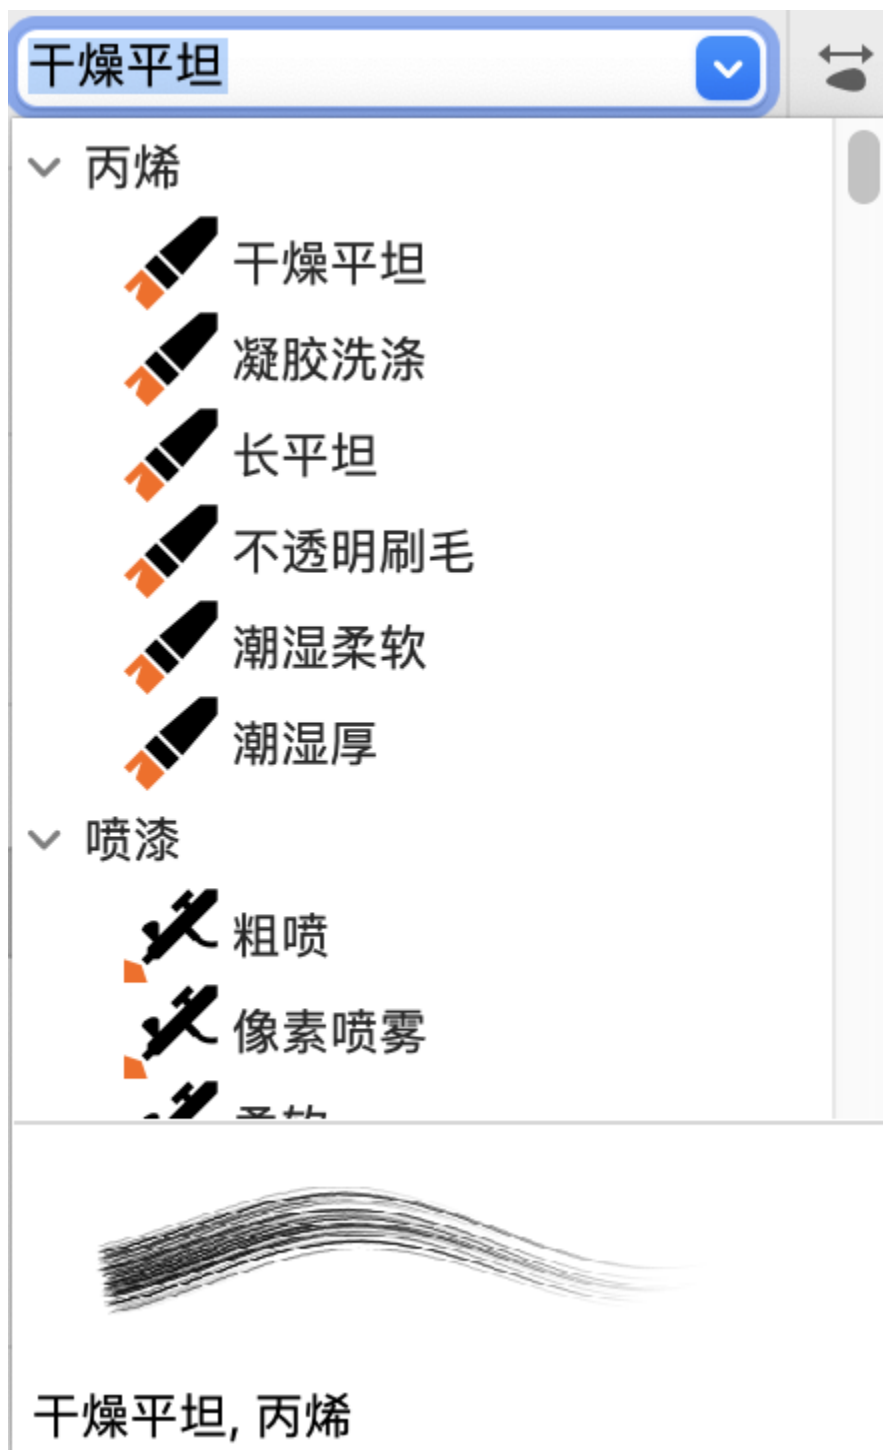 干燥平坦
丙烯
干燥平坦
凝胶洗涤
长平坦
不透明刷毛
潮湿柔软
潮湿厚
喷漆
粗喷
像素喷雾
干燥平坦, 丙烯